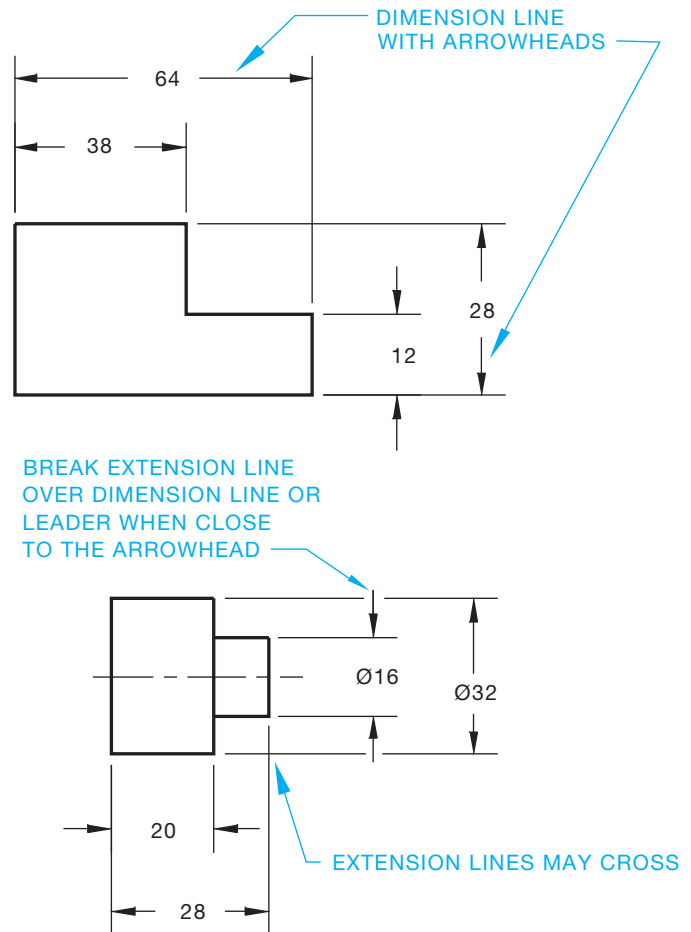 DIMENSION LINE
WITH ARROWHEADS
64
38
28
12
BREAK EXTENSION LINE
OVER DIMENSION LINE OR
LEADER WHEN CLOSE
TO THE ARROWHEAD
Ø16
Ø32
20
EXTENSION LINES MAY CROSS
28